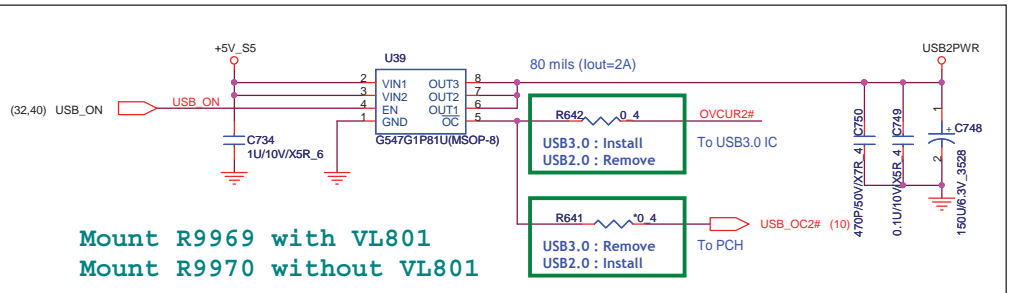 +5V_S5
USB2PWR
U39
80 mils (Iout=2A)
2 VIN1 OUT3 8
3 VIN2 OUT2 7
4 EN OUT1 6
1 GND OC 5
G547G1P81U(MSOP-8)
(32,40) USB_ON
USB_ON
C734
1U/10V/X5R_6
R642 0_4
USB3.0 : Install
USB2.0 : Remove
OVCUR2#
To USB3.0 IC
470P/50V/X7R_4 C750
0.1U/10V/X5R_4 C749
1
+ C748
2
150U/6.3V_3528
R641 *0_4
USB3.0 : Remove
USB2.0 : Install
USB_OC2# (10)
To PCH
Mount R9969 with VL801
Mount R9970 without VL801